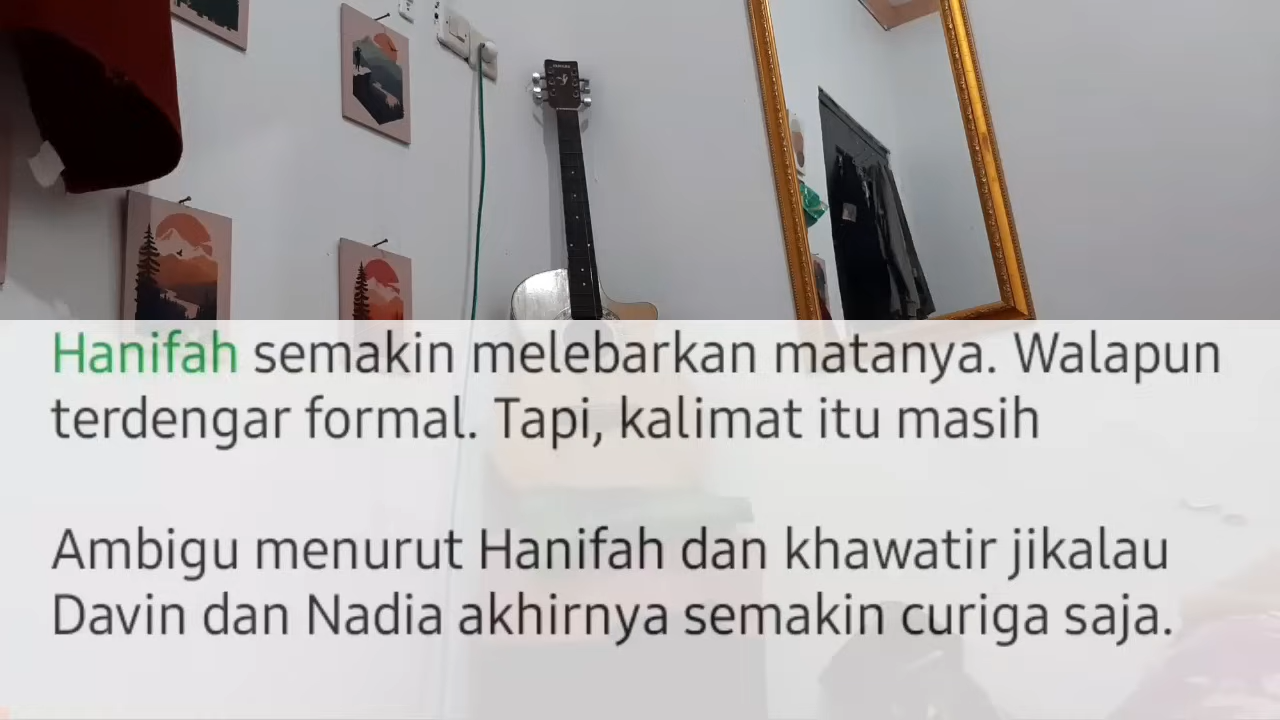 Hanifah semakin melebarkan matanya. Walapun
terdengar formal. Tapi, kalimat itu masih
Ambigu menurut Hanifah dan khawatir jikalau
Davin dan Nadia akhirnya semakin curiga saja.